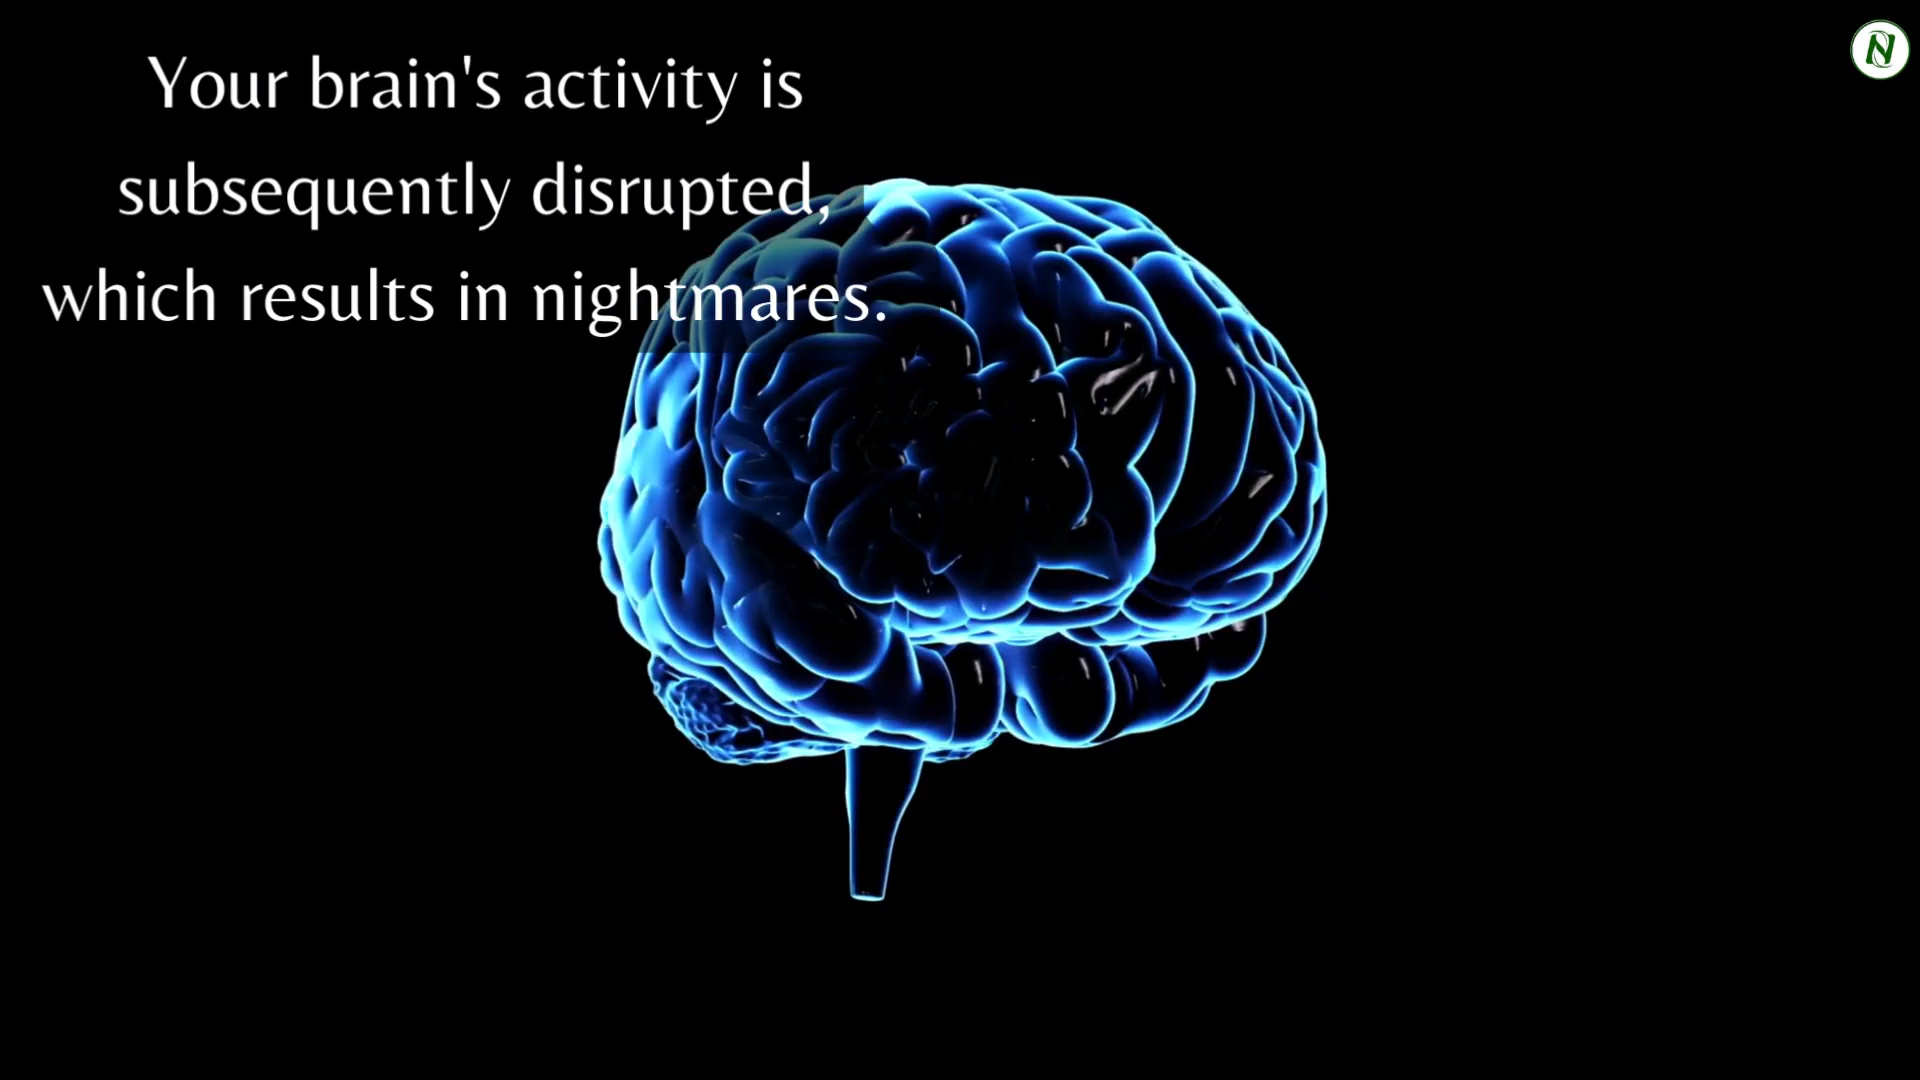 Your brain's activity is
subsequently disrupted,
which results in nightmares.
N